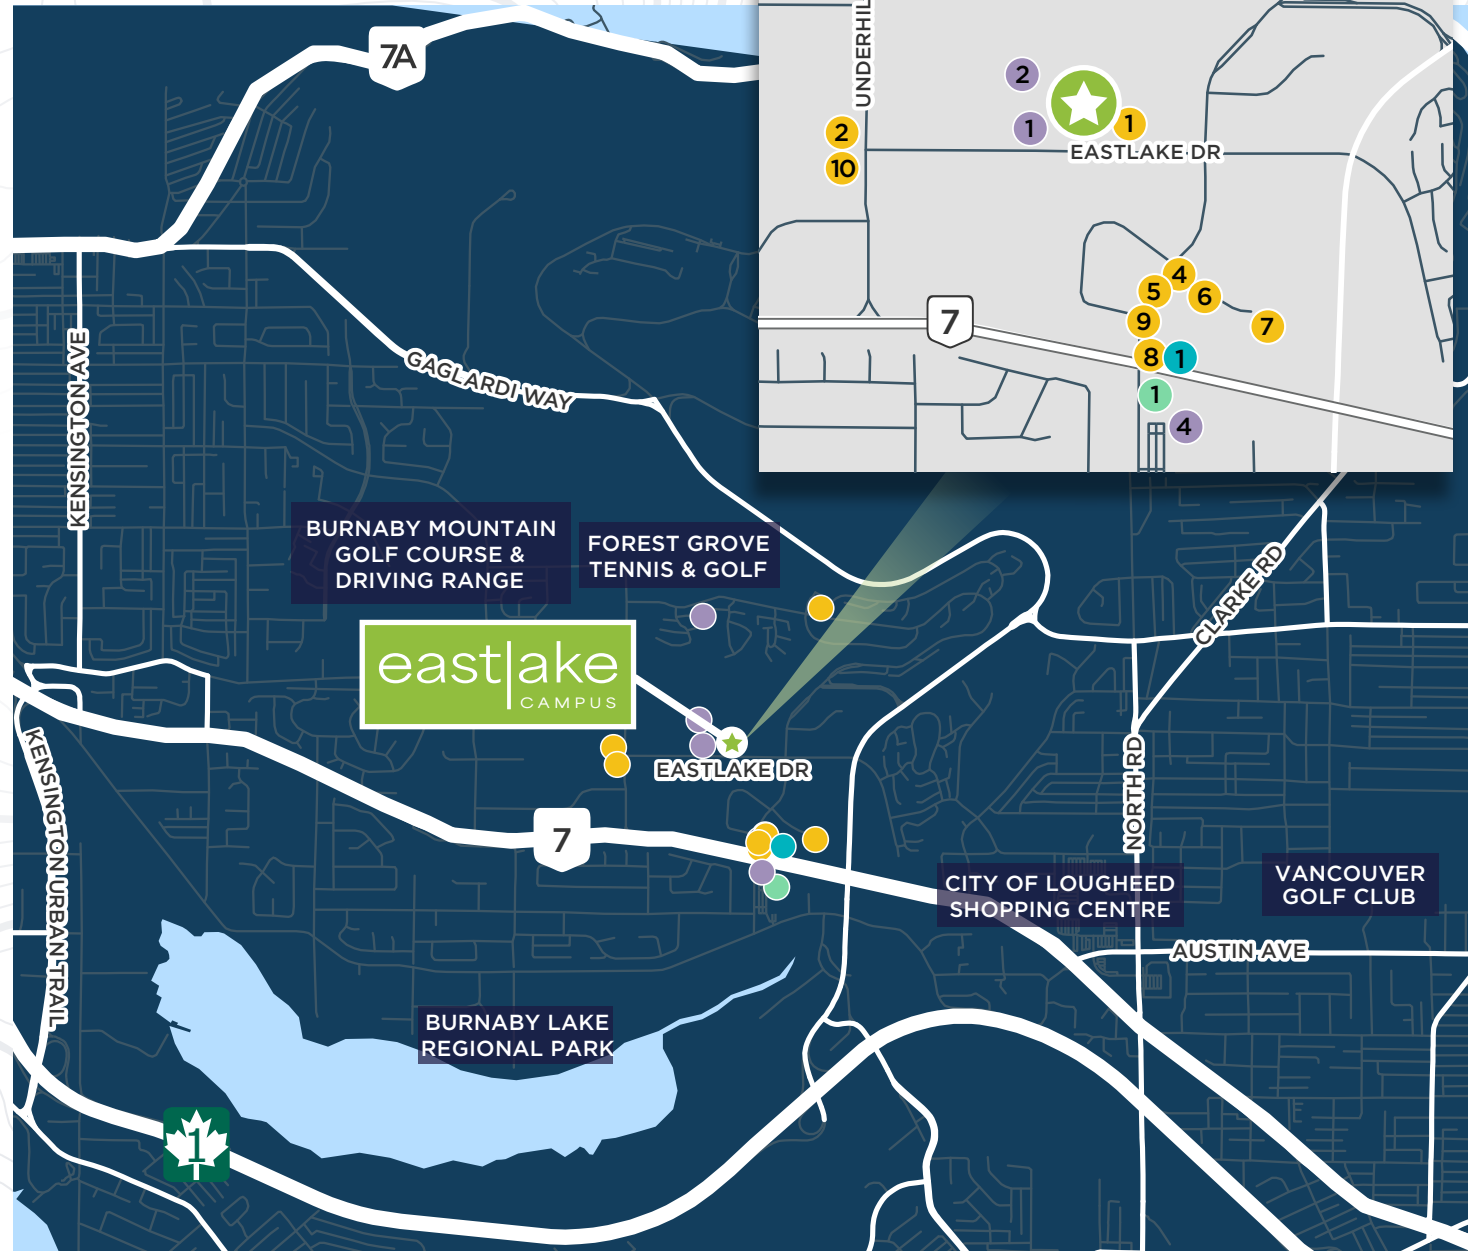 7A
UNDERHIL
2
1
1
EASTLAKE DR
2
10
4
5
6
9
7
7
8
1
1
4
KENSINGTON AVE
GAGLARDI WAY
BURNABY MOUNTAIN
GOLF COURSE &
DRIVING RANGE
FOREST GROVE
TENNIS & GOLF
CLARKE RD
eastlake
CAMPUS
EASTLAKE DR
KENSINGTON URBAN TRAIL
7
NORTH RD
CITY OF LOUGHEED
SHOPPING CENTRE
VANCOUVER
GOLF CLUB
AUSTIN AVE
BURNABY LAKE
REGIONAL PARK
1